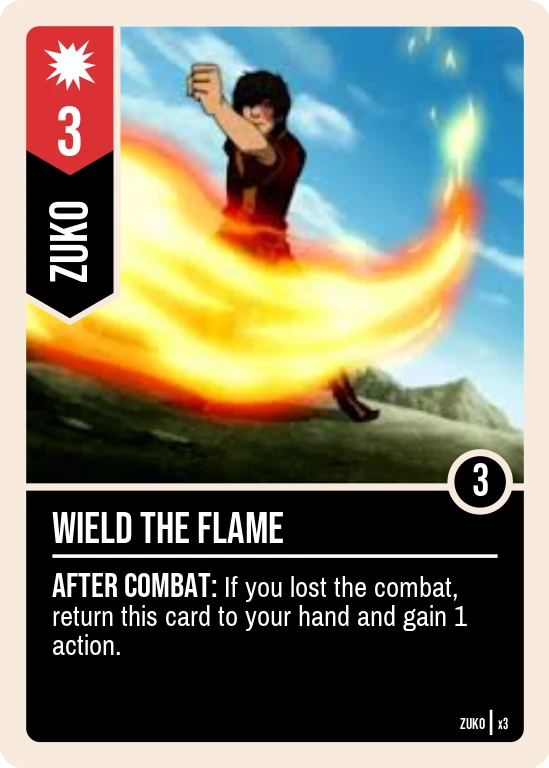 3
ZUKO
3
WIELD THE FLAME
AFTER COMBAT: If you lost the combat,
return this card to your hand and gain 1
action.
ZUKO | x3